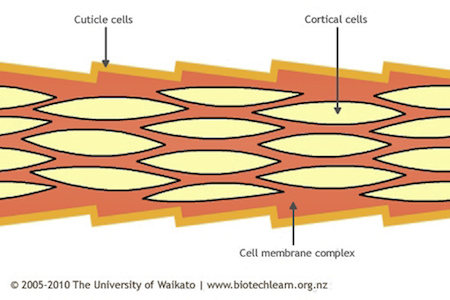 Cuticle cells
Cortical cells
Cell membrane complex
© 2005-2010 The University of Waikato | www.biotechlearn.org.nz